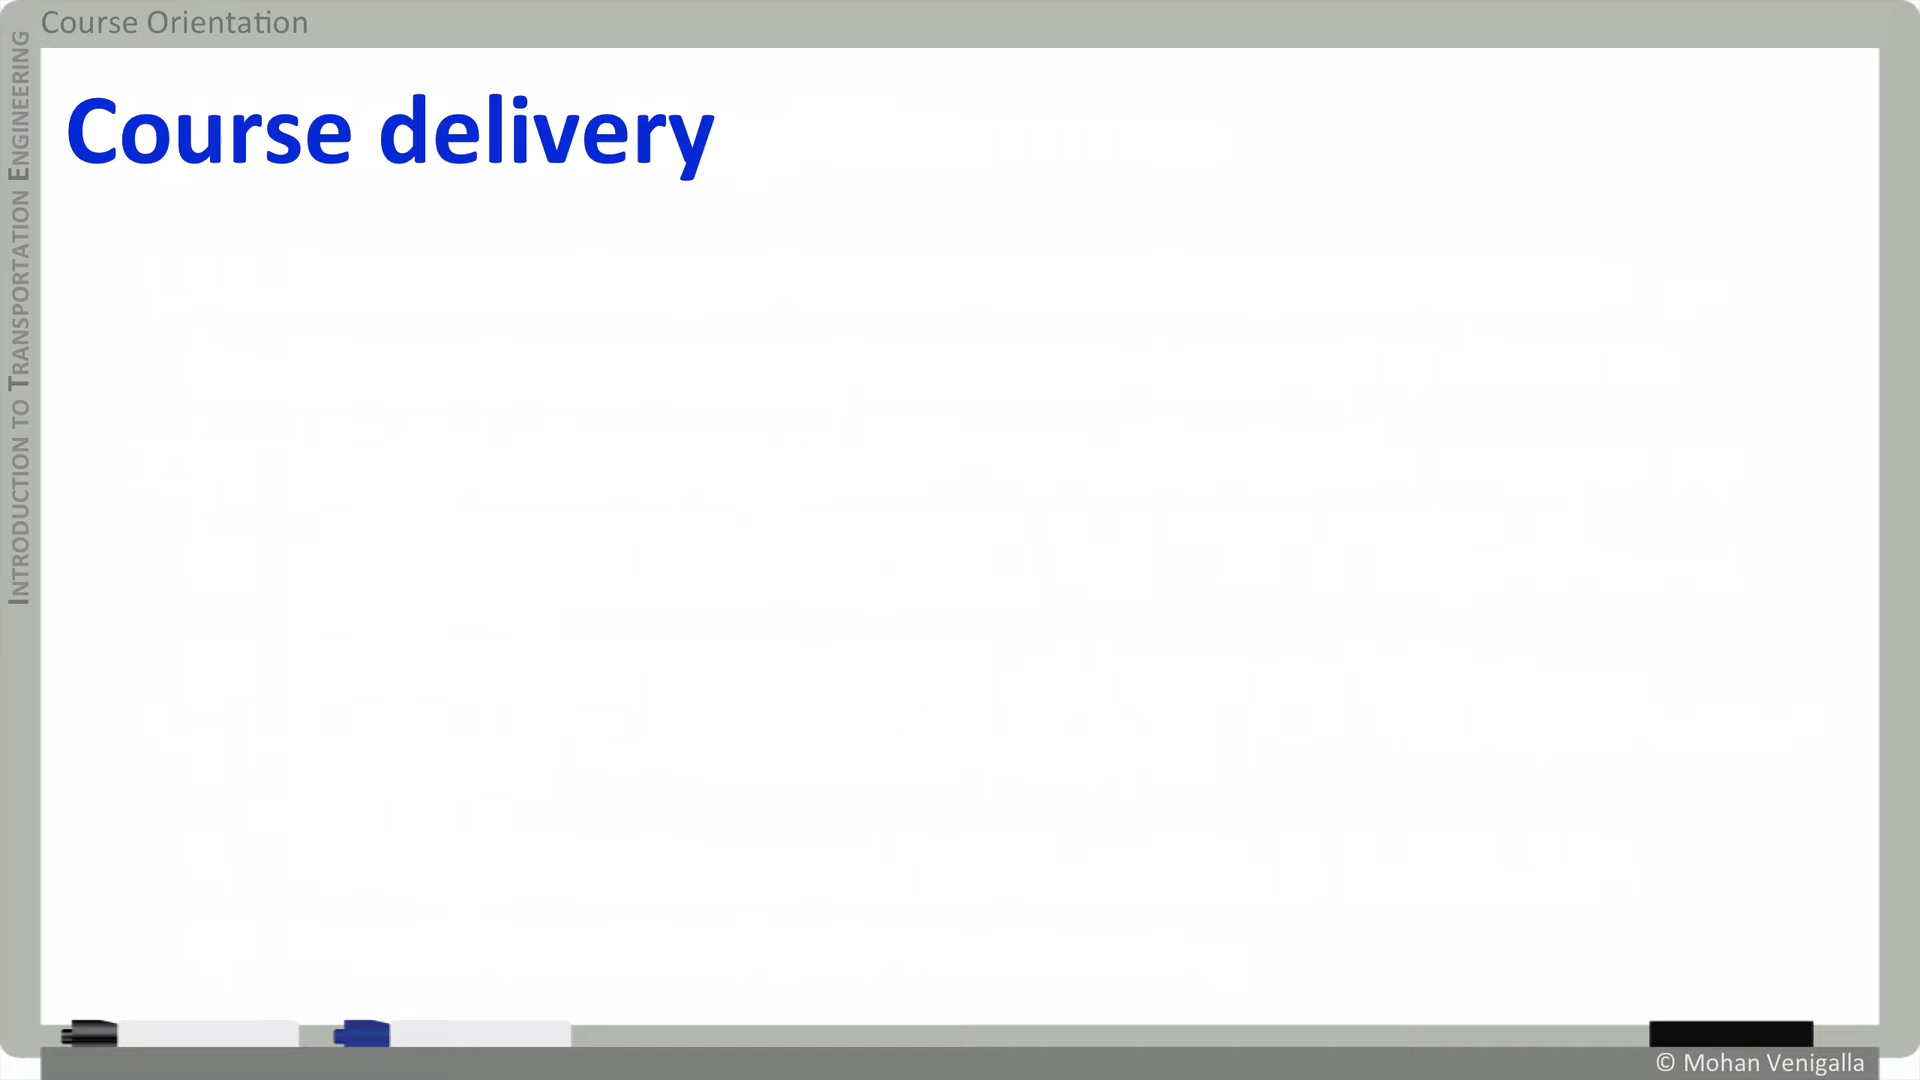 Course Orientation
INTRODUCTION TO TRANSPORTATION ENGINEERING
Course delivery
© Mohan Venigalla